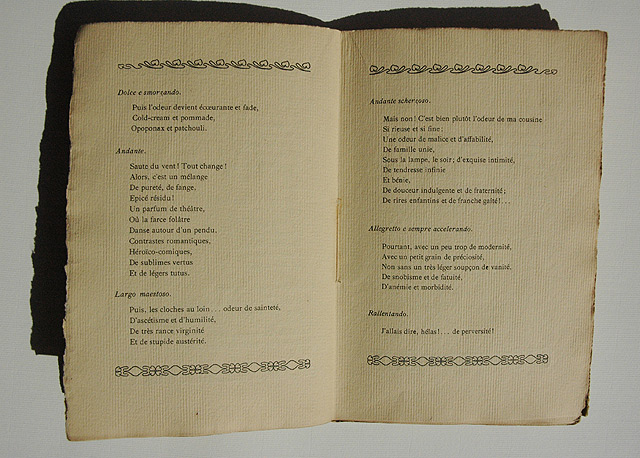 Dolce e smorzando.
Puis l'odeur devient écœurante et fade,
Cold-cream et pommade,
Opoponax et patchouli.
Andante.
Saute du vent ! Tout change !
Alors, c'est un mélange
De pureté, de fange,
Epicé résidu !
Un parfum de théâtre,
Où la farce folâtre
Danse autour d'un pendu,
Contrastes romantiques,
Héroïco-comiques,
De sublimes vertus
Et de légers tutus.
Largo maestoso.
Puis, les cloches au loin... odeur de sainteté,
D'ascétisme et d'humilité,
De très rance virginité
Et de stupide austérité.
Andante scherzoso.
Mais non ! C'est bien plutôt l'odeur de ma cousine
Si rieuse et si fine :
Une odeur de malice et d'affabilité,
De famille unie,
Sous la lampe, le soir; d'exquise intimité,
De tendresse infinie
Et bénie,
De douceur indulgente et de fraternité;
De rires enfantins et de franche gaîté !...
Allegretto e sempre accelerando.
Pourtant, avec un peu trop de modernité,
Avec un petit grain de préciosité,
Non sans un très léger soupçon de vanité,
De snobisme et de fatuité,
D'anémie et morbidité.
Rallentando.
J'allais dire, hélas !... de perversité !